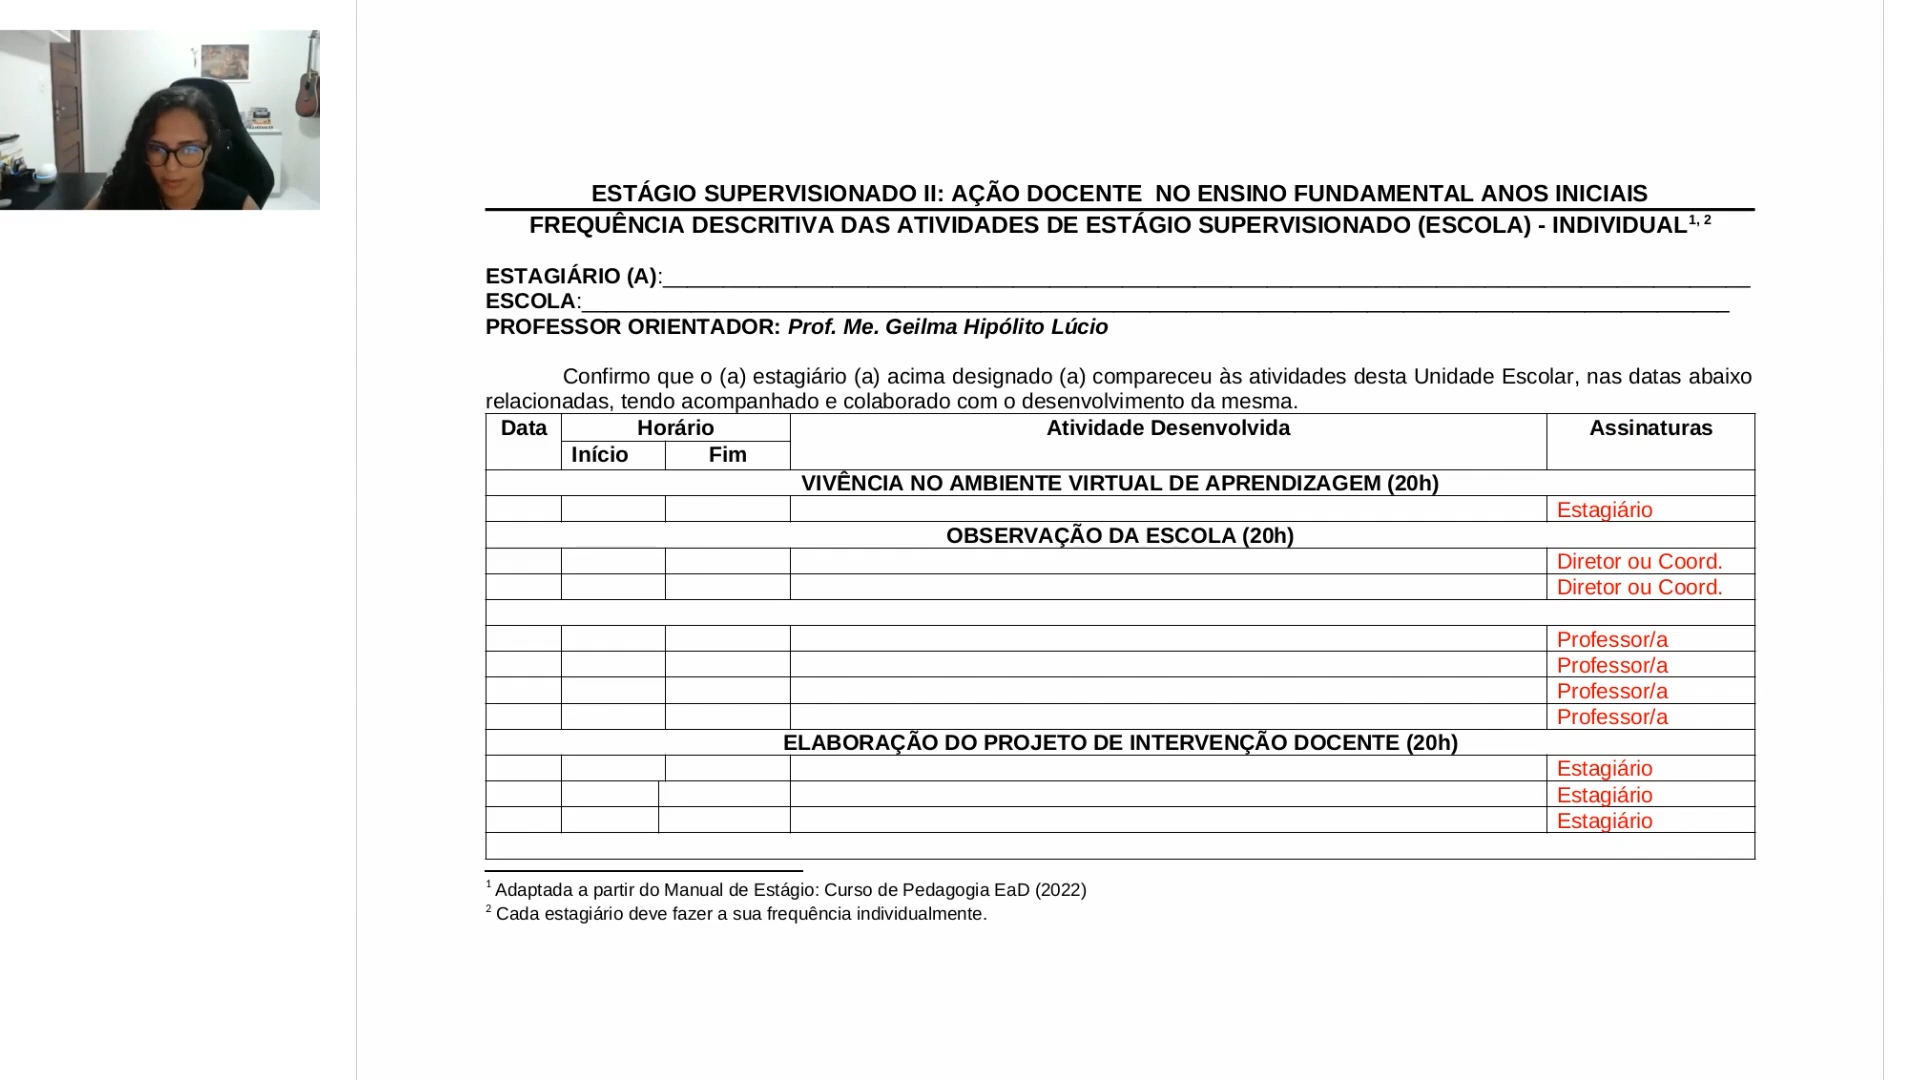 ESTÁGIO SUPERVISIONADO II: AÇÃO DOCENTE  NO ENSINO FUNDAMENTAL ANOS INICIAIS
FREQUÊNCIA DESCRITIVA DAS ATIVIDADES DE ESTÁGIO SUPERVISIONADO (ESCOLA) - INDIVIDUAL1, 2
ESTAGIÁRIO (A):
ESCOLA:
PROFESSOR ORIENTADOR: Prof. Me. Geilma Hipólito Lúcio
Confirmo que o (a) estagiário (a) acima designado (a) compareceu às atividades desta Unidade Escolar, nas datas abaixo
relacionadas, tendo acompanhado e colaborado com o desenvolvimento da mesma.
Data Horário Atividade Desenvolvida Assinaturas
Início Fim
VIVÊNCIA NO AMBIENTE VIRTUAL DE APRENDIZAGEM (20h)
Estagiário
OBSERVAÇÃO DA ESCOLA (20h)
Diretor ou Coord.
Diretor ou Coord.
Professor/a
Professor/a
Professor/a
Professor/a
ELABORAÇÃO DO PROJETO DE INTERVENÇÃO DOCENTE (20h)
Estagiário
Estagiário
Estagiário
1 Adaptada a partir do Manual de Estágio: Curso de Pedagogia EaD (2022)
2 Cada estagiário deve fazer a sua frequência individualmente.